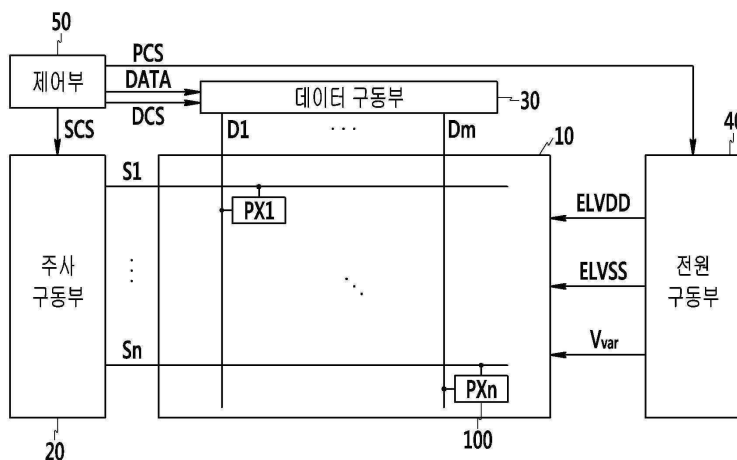 50
PCS
제어부
DATA
DCS
데이터 구동부
30
SCS
D1
...
Dm
10
40
S1
PX1
ELVDD
주사
구동부
ELVSS
전원
구동부
Vvar
Sn
PXn
20
100